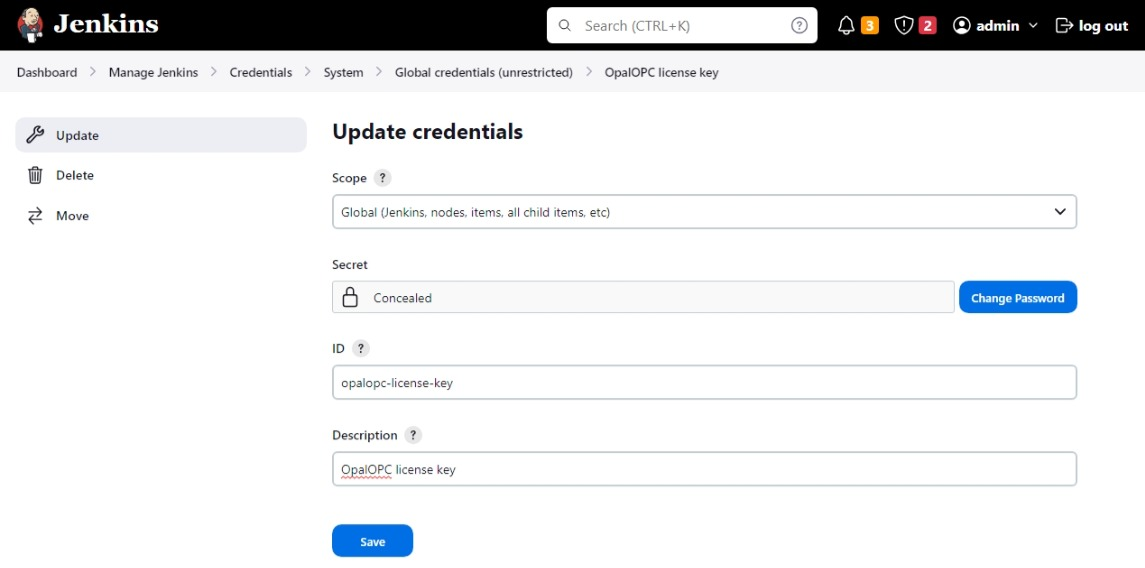 Jenkins
Search (CTRL+K) ?
3 2 admin log out
Dashboard Manage Jenkins Credentials System Global credentials (unrestricted) OpalOPC license key
Update
Delete
Move
Update credentials
Scope ?
Global (Jenkins, nodes, items, all child items, etc)
Secret
Concealed
Change Password
ID ?
opalopc-license-key
Description ?
OpalOPC license key
Save